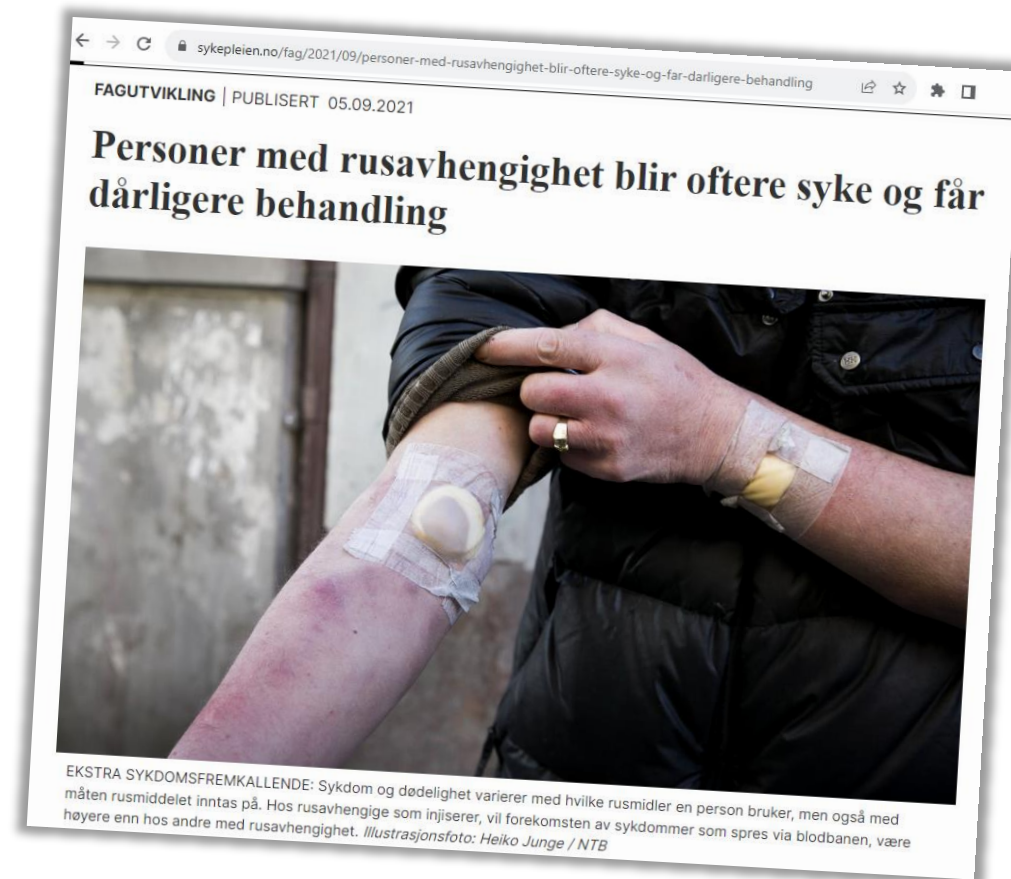 sykepleien.no/fag/2021/09/personer-med-rusavhengighet-blir-oftere-syke-og-far-darligere-behandling
FAGUTVIKLING | PUBLISERT 05.09.2021
Personer med rusavhengighet blir oftere syke og får
dårligere behandling
EKSTRA SYKDOMSFREMKALLENDE: Sykdom og dødelighet varierer med hvilke rusmidler en person bruker, men også med
måten rusmiddelet inntas på. Hos rusavhengige som injiserer, vil forekomsten av sykdommer som spres via blodbanen, være
høyere enn hos andre med rusavhengighet. Illustrasjonsfoto: Heiko Junge / NTB